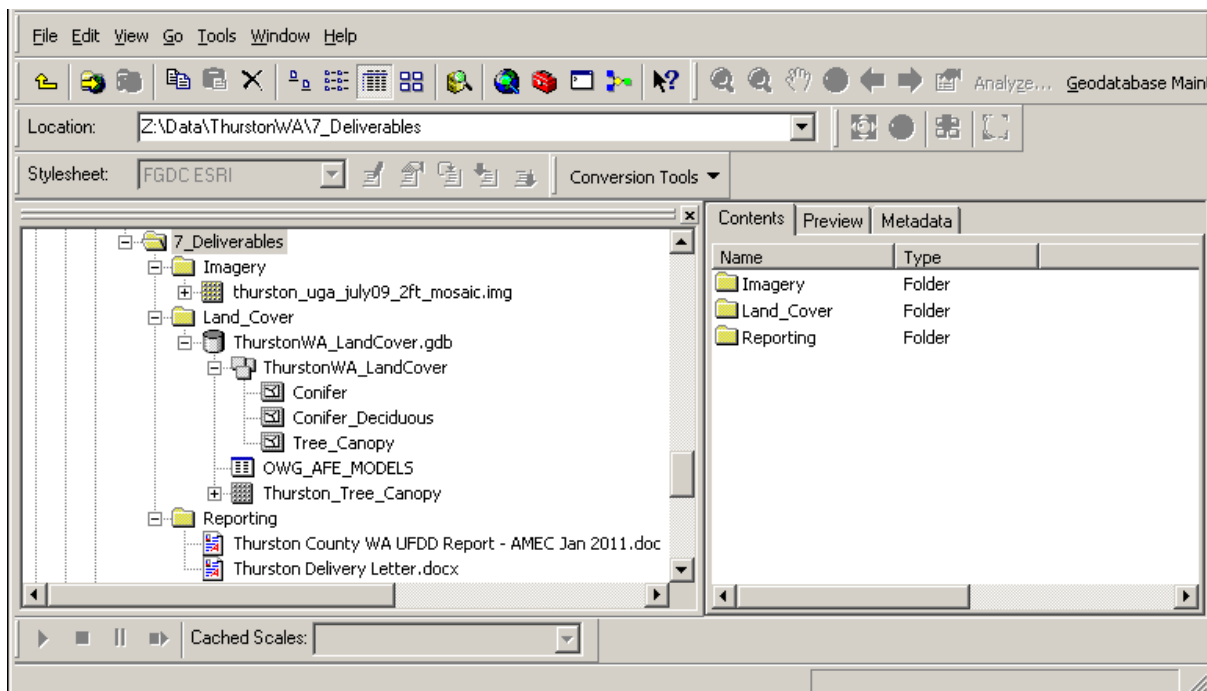 File Edit View Go Tools Window Help
Analyze... Geodatabase Main
Location: Z:\Data\ThurstonWA\7_Deliverables
Stylesheet: FGDC ESRI Conversion Tools
Contents Preview Metadata
Name Type
Imagery Folder
Land_Cover Folder
Reporting Folder
7_Deliverables
Imagery
thurston_uga_july09_2ft_mosaic.img
Land_Cover
ThurstonWA_LandCover.gdb
ThurstonWA_LandCover
Conifer
Conifer_Deciduous
Tree_Canopy
OWG_AFE_MODELS
Thurston_Tree_Canopy
Reporting
Thurston County WA UFDD Report - AMEC Jan 2011.doc
Thurston Delivery Letter.docx
Cached Scales: